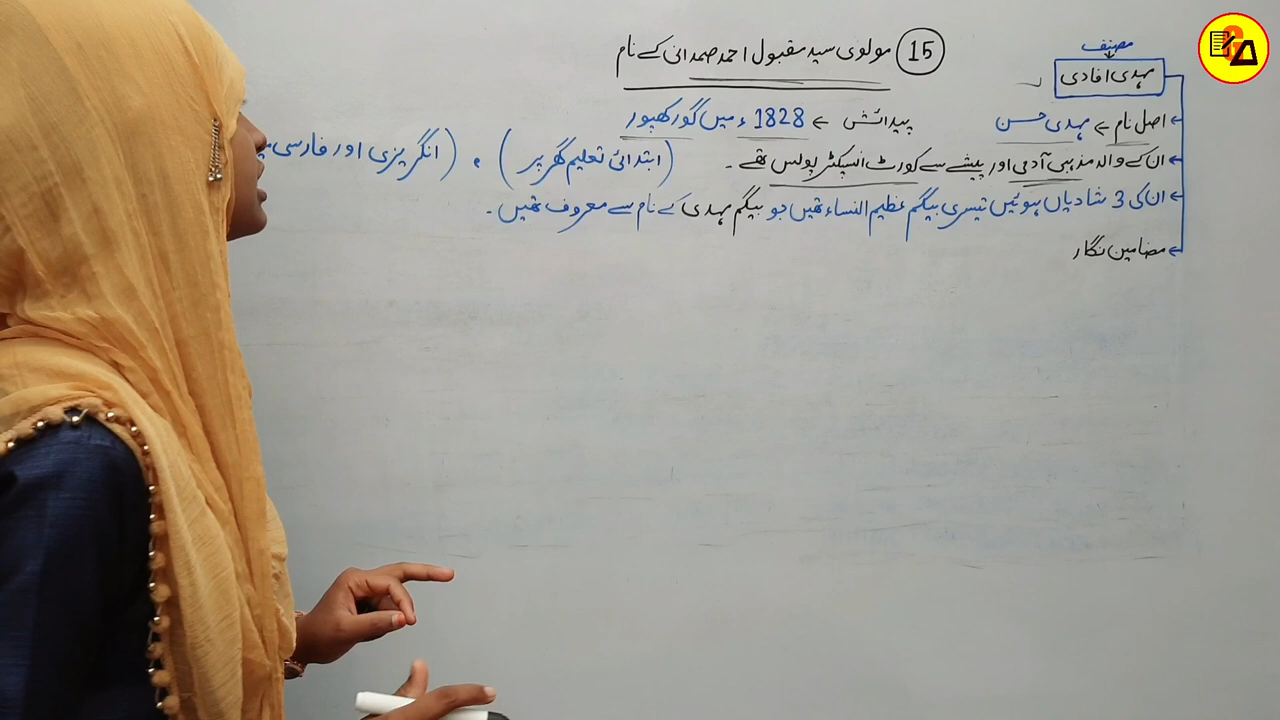 15 مولوی سید مقبول احمد صمدانی کے نام
مصنف
مہدی افادی
اصل نام ← مہدی حسن
پیدائش ← 1828ء میں گورکھپور
ان کے والد مذہبی آدمی اور پیشے سے کورٹ انسپکٹر پولس تھے ۔
(ابتدائی تعلیم گھر پر) ، (انگریزی اور فارسی
ان کی 3 شادیاں ہوئیں تیسری بیگم عظیم النساء تھیں جو بیگم مہدی کے نام سے معروف تھیں ۔
مضامین نگار